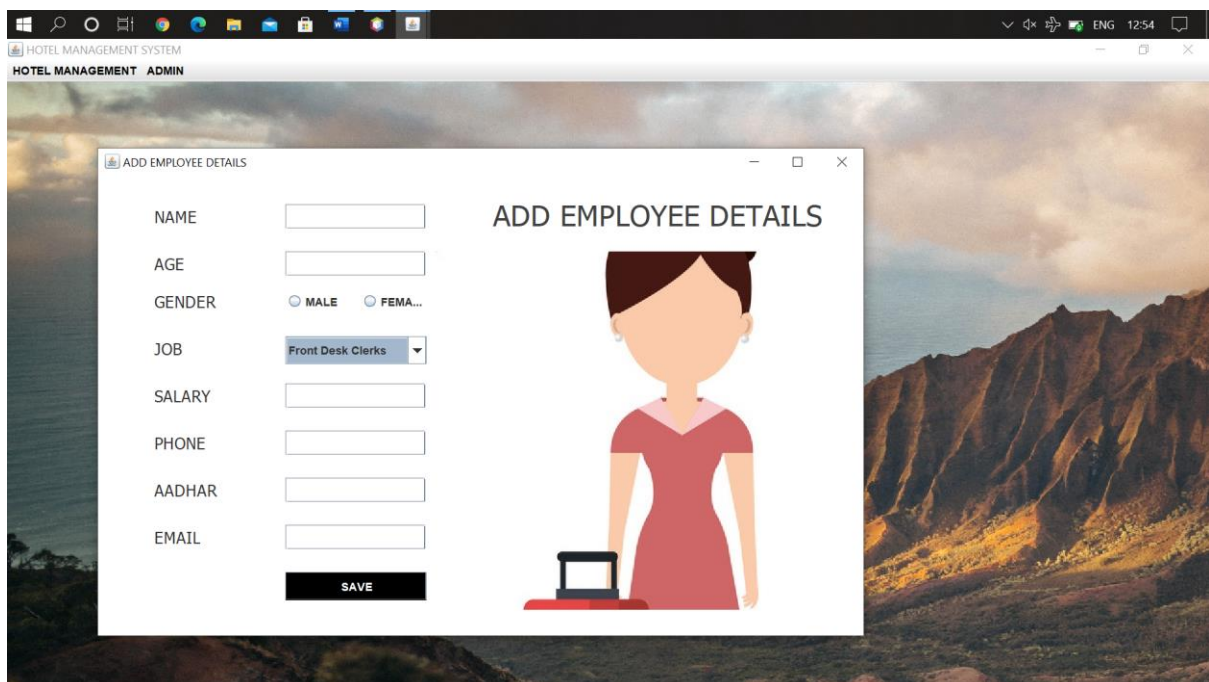 ENG 12:54
HOTEL MANAGEMENT SYSTEM
HOTEL MANAGEMENT ADMIN
ADD EMPLOYEE DETAILS
ADD EMPLOYEE DETAILS
NAME
AGE
GENDER MALE FEMA...
JOB Front Desk Clerks
SALARY
PHONE
AADHAR
EMAIL
SAVE